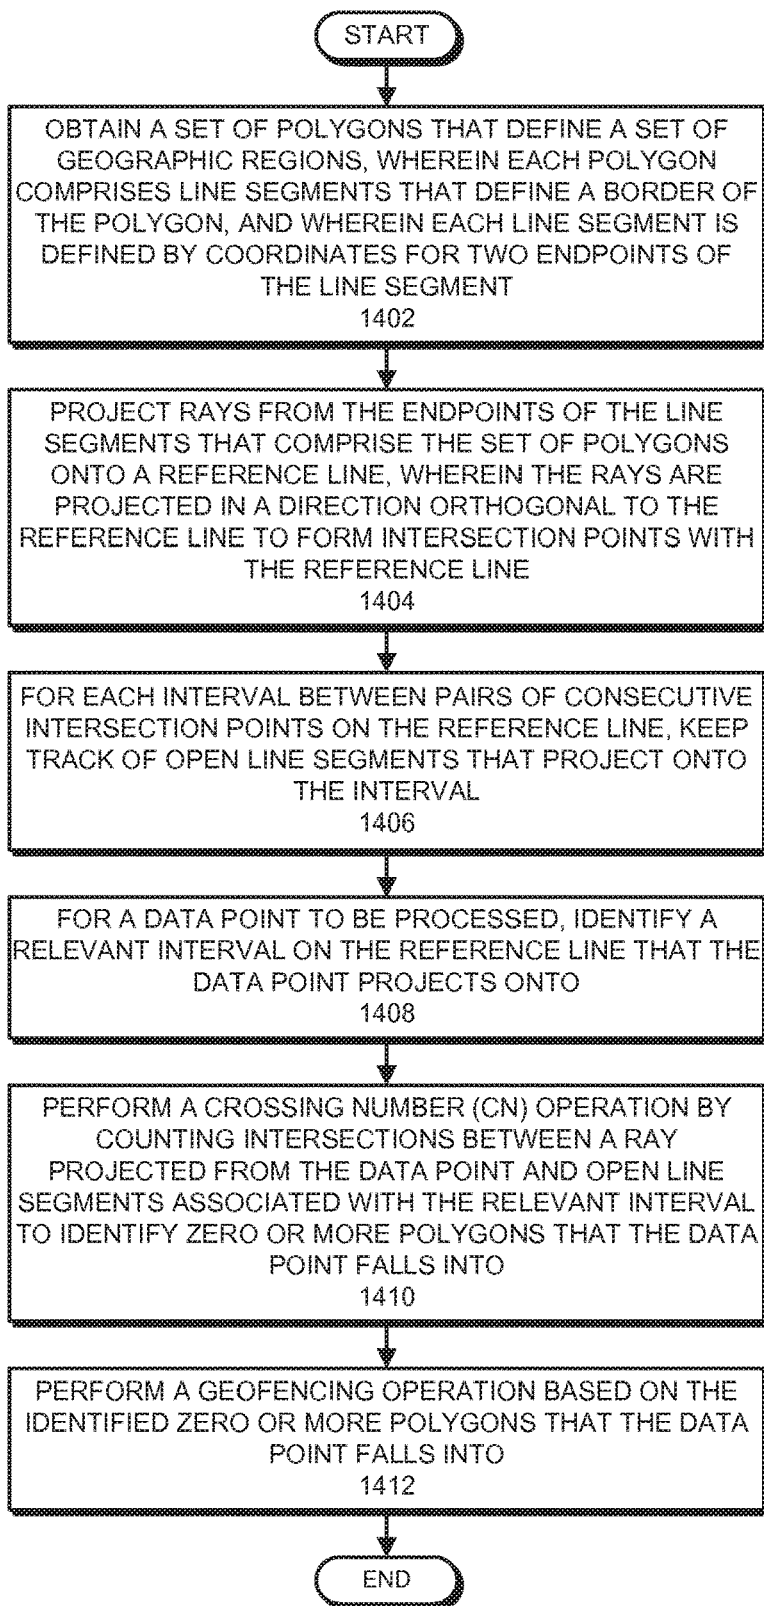 START
OBTAIN A SET OF POLYGONS THAT DEFINE A SET OF
GEOGRAPHIC REGIONS, WHEREIN EACH POLYGON
COMPRISES LINE SEGMENTS THAT DEFINE A BORDER OF
THE POLYGON, AND WHEREIN EACH LINE SEGMENT IS
DEFINED BY COORDINATES FOR TWO ENDPOINTS OF
THE LINE SEGMENT
1402
PROJECT RAYS FROM THE ENDPOINTS OF THE LINE
SEGMENTS THAT COMPRISE THE SET OF POLYGONS
ONTO A REFERENCE LINE, WHEREIN THE RAYS ARE
PROJECTED IN A DIRECTION ORTHOGONAL TO THE
REFERENCE LINE TO FORM INTERSECTION POINTS WITH
THE REFERENCE LINE
1404
FOR EACH INTERVAL BETWEEN PAIRS OF CONSECUTIVE
INTERSECTION POINTS ON THE REFERENCE LINE, KEEP
TRACK OF OPEN LINE SEGMENTS THAT PROJECT ONTO
THE INTERVAL
1406
FOR A DATA POINT TO BE PROCESSED, IDENTIFY A
RELEVANT INTERVAL ON THE REFERENCE LINE THAT THE
DATA POINT PROJECTS ONTO
1408
PERFORM A CROSSING NUMBER (CN) OPERATION BY
COUNTING INTERSECTIONS BETWEEN A RAY
PROJECTED FROM THE DATA POINT AND OPEN LINE
SEGMENTS ASSOCIATED WITH THE RELEVANT INTERVAL
TO IDENTIFY ZERO OR MORE POLYGONS THAT THE DATA
POINT FALLS INTO
1410
PERFORM A GEOFENCING OPERATION BASED ON THE
IDENTIFIED ZERO OR MORE POLYGONS THAT THE DATA
POINT FALLS INTO
1412
END